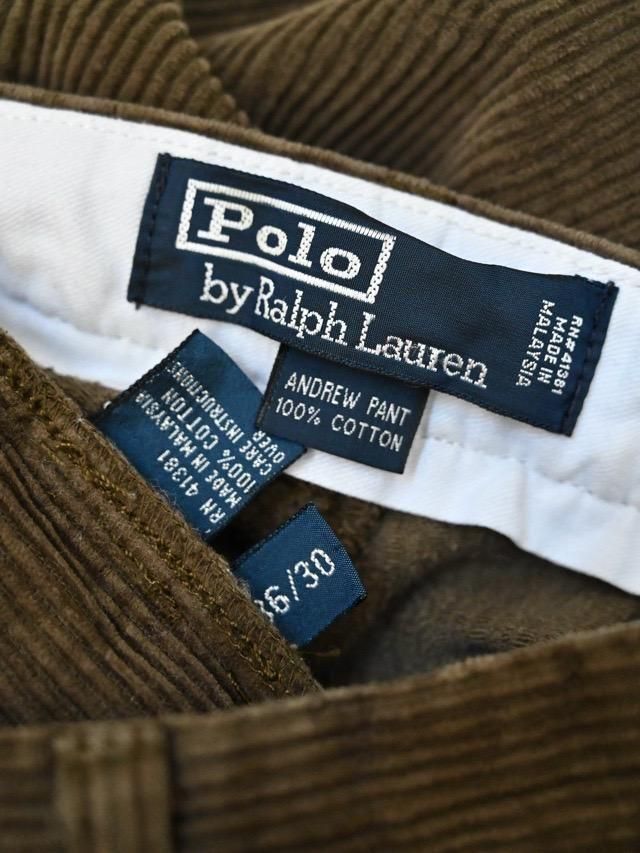 Polo
by Ralph Lauren
RN# 41381
MADE IN
MALAYSIA
ANDREW PANT
100% COTTON
RN 41381
MADE IN MALAYSIA
100% COTTON
CARE INSTRUCTIONS
OVER
36/30